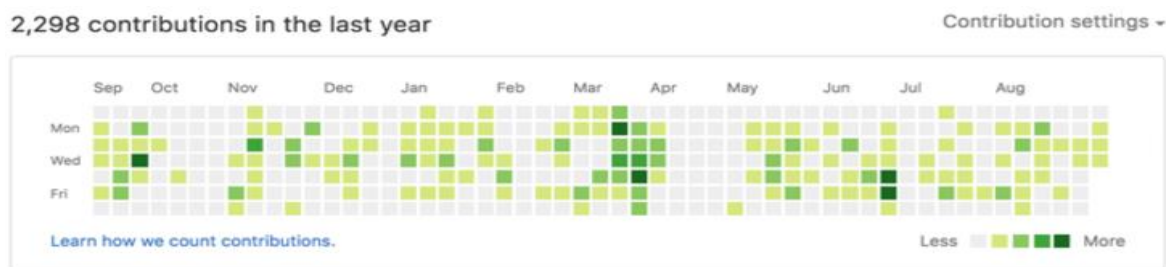 2,298 contributions in the last year
Contribution settings
Sep Oct Nov Dec Jan Feb Mar Apr May Jun Jul Aug
Mon
Wed
Fri
Learn how we count contributions.
Less More